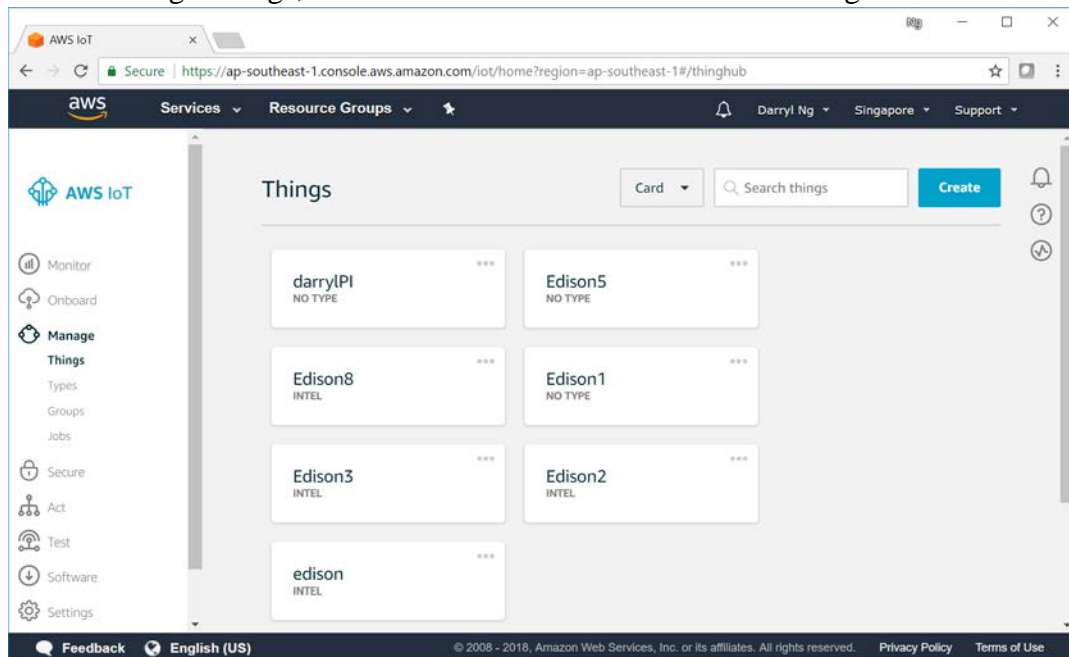 AWS IoT
Secure https://ap-southeast-1.console.aws.amazon.com/iot/home?region=ap-southeast-1#/thinghub
aws Services Resource Groups Darryl Ng Singapore Support
AWS IoT
Things Card Search things Create
Monitor
Onboard
Manage
Things
Types
Groups
Jobs
Secure
Act
Test
Software
Settings
darrylPI
NO TYPE
Edison5
NO TYPE
Edison8
INTEL
Edison1
NO TYPE
Edison3
INTEL
Edison2
INTEL
edison
INTEL
Feedback English (US) © 2008 - 2018, Amazon Web Services, Inc. or its affiliates. All rights reserved. Privacy Policy Terms of Use